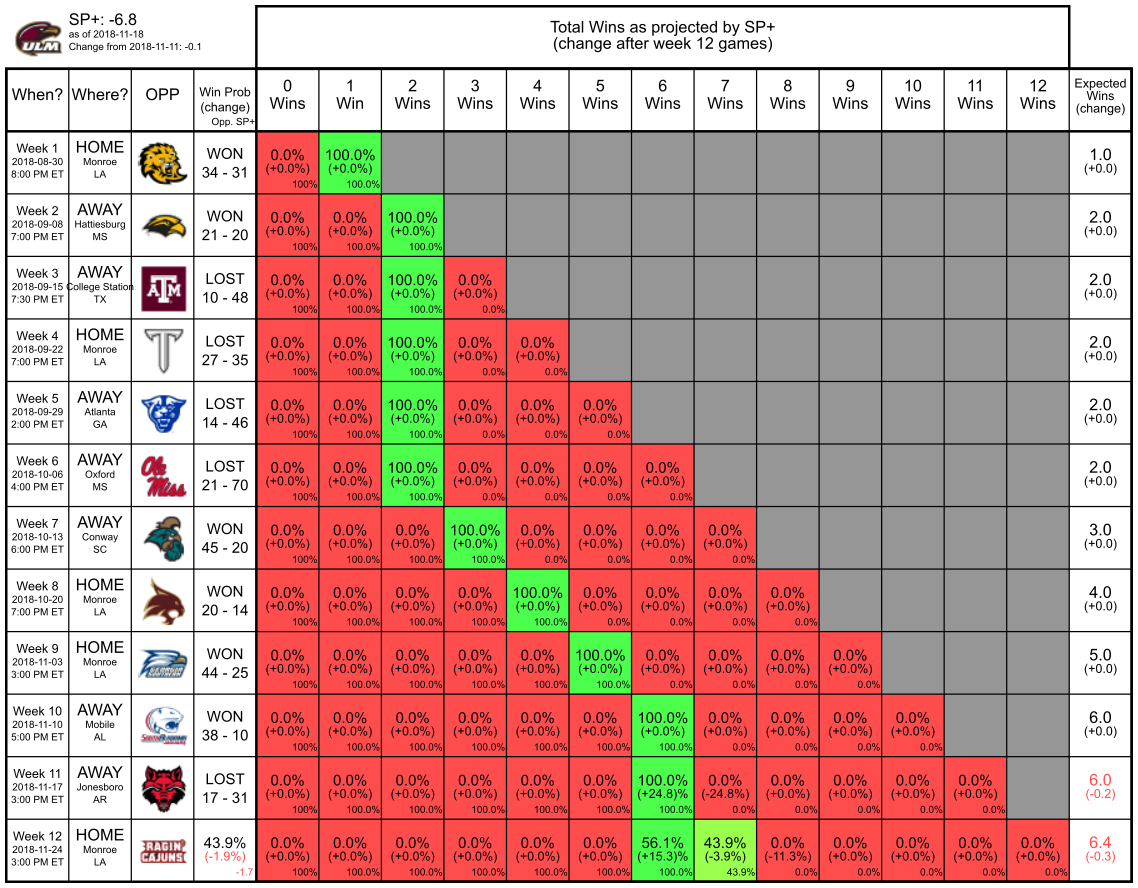 ULM
SP+: -6.8
as of 2018-11-18
Change from 2018-11-11: -0.1
Total Wins as projected by SP+
(change after week 12 games)
When? Where? OPP Win Prob (change) Opp. SP+ 0 Wins 1 Win 2 Wins 3 Wins 4 Wins 5 Wins 6 Wins 7 Wins 8 Wins 9 Wins 10 Wins 11 Wins 12 Wins Expected Wins (change)
Week 1 HOME WON 0.0% 100.0% 1.0
2018-08-30 Monroe (+0.0%) (+0.0%) (+0.0)
8:00 PM ET LA 34 - 31 100% 100.0%
Week 2 AWAY WON 0.0% 0.0% 100.0% 2.0
2018-09-08 Hattiesburg (+0.0%) (+0.0%) (+0.0%) (+0.0)
7:00 PM ET MS 21 - 20 100% 100.0% 100.0%
Week 3 AWAY LOST 0.0% 0.0% 100.0% 0.0% 2.0
2018-09-15 College Station ATM (+0.0%) (+0.0%) (+0.0%) (+0.0%) (+0.0)
7:30 PM ET TX 10 - 48 100% 100.0% 100.0% 0.0%
Week 4 HOME T LOST 0.0% 0.0% 100.0% 0.0% 0.0% 2.0
2018-09-22 Monroe (+0.0%) (+0.0%) (+0.0%) (+0.0%) (+0.0%) (+0.0)
7:00 PM ET LA 27 - 35 100% 100.0% 100.0% 0.0% 0.0%
Week 5 AWAY LOST 0.0% 0.0% 100.0% 0.0% 0.0% 0.0% 2.0
2018-09-29 Atlanta (+0.0%) (+0.0%) (+0.0%) (+0.0%) (+0.0%) (+0.0%) (+0.0)
2:00 PM ET GA 14 - 46 100% 100.0% 100.0% 0.0% 0.0% 0.0%
Week 6 AWAY Ole LOST 0.0% 0.0% 100.0% 0.0% 0.0% 0.0% 0.0% 2.0
2018-10-06 Oxford Miss (+0.0%) (+0.0%) (+0.0%) (+0.0%) (+0.0%) (+0.0%) (+0.0%) (+0.0)
4:00 PM ET MS 21 - 70 100% 100.0% 100.0% 0.0% 0.0% 0.0% 0.0%
Week 7 AWAY WON 0.0% 0.0% 0.0% 100.0% 0.0% 0.0% 0.0% 0.0% 3.0
2018-10-13 Conway (+0.0%) (+0.0%) (+0.0%) (+0.0%) (+0.0%) (+0.0%) (+0.0%) (+0.0%) (+0.0)
6:00 PM ET SC 45 - 20 100% 100.0% 100.0% 100.0% 0.0% 0.0% 0.0% 0.0%
Week 8 HOME WON 0.0% 0.0% 0.0% 0.0% 100.0% 0.0% 0.0% 0.0% 0.0% 4.0
2018-10-20 Monroe (+0.0%) (+0.0%) (+0.0%) (+0.0%) (+0.0%) (+0.0%) (+0.0%) (+0.0%) (+0.0%) (+0.0)
7:00 PM ET LA 20 - 14 100% 100.0% 100.0% 100.0% 100.0% 0.0% 0.0% 0.0% 0.0%
Week 9 HOME WON 0.0% 0.0% 0.0% 0.0% 0.0% 100.0% 0.0% 0.0% 0.0% 0.0% 5.0
2018-11-03 Monroe (+0.0%) (+0.0%) (+0.0%) (+0.0%) (+0.0%) (+0.0%) (+0.0%) (+0.0%) (+0.0%) (+0.0%) (+0.0)
3:00 PM ET LA 44 - 25 100% 100.0% 100.0% 100.0% 100.0% 100.0% 0.0% 0.0% 0.0% 0.0%
Week 10 AWAY WON 0.0% 0.0% 0.0% 0.0% 0.0% 0.0% 100.0% 0.0% 0.0% 0.0% 0.0% 6.0
2018-11-10 Mobile (+0.0%) (+0.0%) (+0.0%) (+0.0%) (+0.0%) (+0.0%) (+0.0%) (+0.0%) (+0.0%) (+0.0%) (+0.0%) (+0.0)
5:00 PM ET AL 38 - 10 100% 100.0% 100.0% 100.0% 100.0% 100.0% 100.0% 0.0% 0.0% 0.0% 0.0%
Week 11 AWAY LOST 0.0% 0.0% 0.0% 0.0% 0.0% 0.0% 100.0% 0.0% 0.0% 0.0% 0.0% 0.0% 6.0
2018-11-17 Jonesboro (+0.0%) (+0.0%) (+0.0%) (+0.0%) (+0.0%) (+0.0%) (+24.8)% (-24.8%) (+0.0%) (+0.0%) (+0.0%) (+0.0%) (-0.2)
3:00 PM ET AR 17 - 31 100% 100.0% 100.0% 100.0% 100.0% 100.0% 100.0% 0.0% 0.0% 0.0% 0.0% 0.0%
Week 12 HOME RAGIN' 43.9% 0.0% 0.0% 0.0% 0.0% 0.0% 0.0% 56.1% 43.9% 0.0% 0.0% 0.0% 0.0% 0.0% 6.4
2018-11-24 Monroe CAJUNS (-1.9%) (+0.0%) (+0.0%) (+0.0%) (+0.0%) (+0.0%) (+0.0%) (+15.3)% (-3.9%) (-11.3%) (+0.0%) (+0.0%) (+0.0%) (+0.0%) (-0.3)
3:00 PM ET LA -1.7 100% 100.0% 100.0% 100.0% 100.0% 100.0% 100.0% 43.9% 0.0% 0.0% 0.0% 0.0% 0.0%